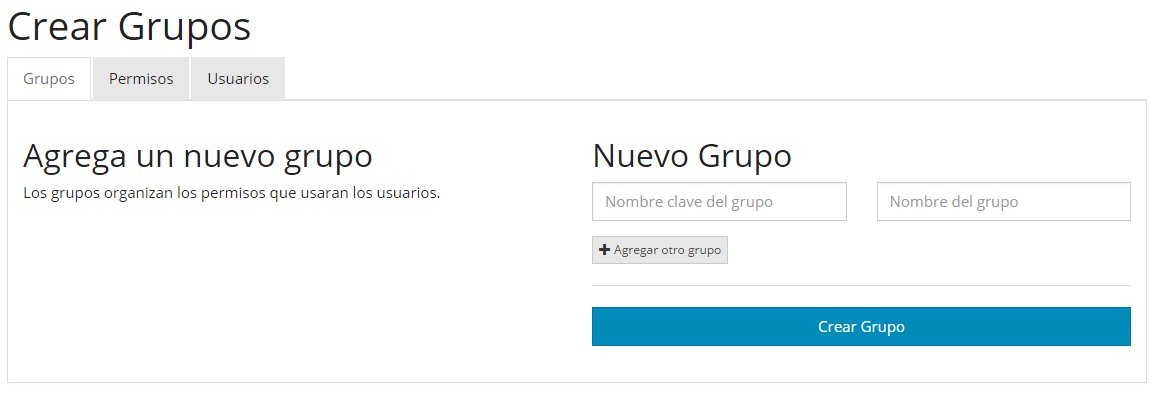 Crear Grupos
Grupos
Permisos
Usuarios
Agrega un nuevo grupo
Los grupos organizan los permisos que usaran los usuarios.
Nuevo Grupo
Nombre clave del grupo
Nombre del grupo
Agregar otro grupo
Crear Grupo